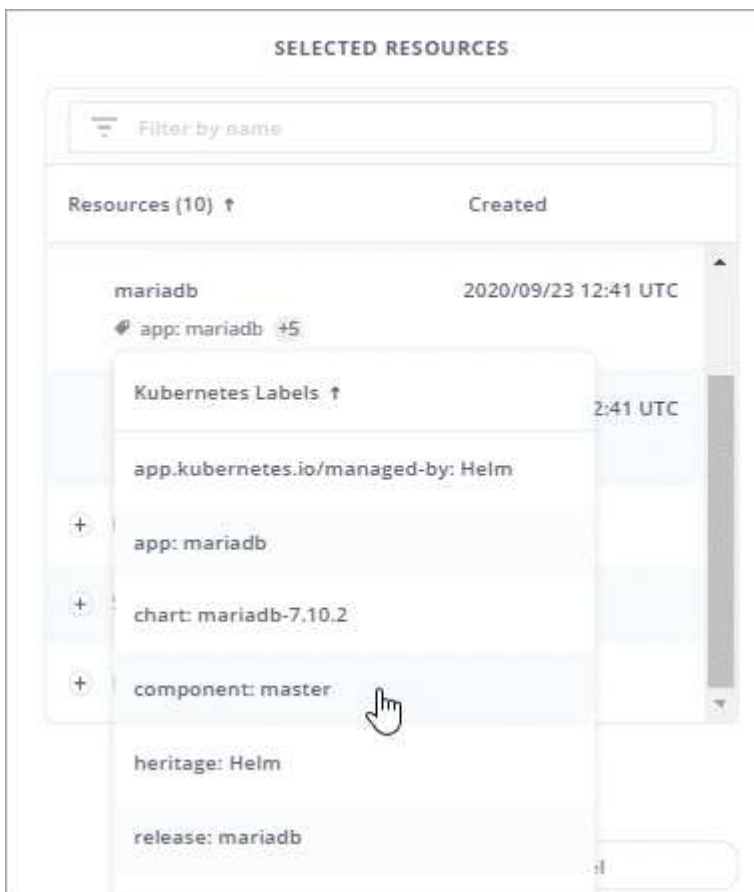 SELECTED RESOURCES
Filter by name
Resources (10) ↑ Created
mariadb 2020/09/23 12:41 UTC
app: mariadb +5
Kubernetes Labels ↑
2:41 UTC
app.kubernetes.io/managed-by: Helm
app: mariadb
chart: mariadb-7.10.2
component: master
heritage: Helm
release: mariadb